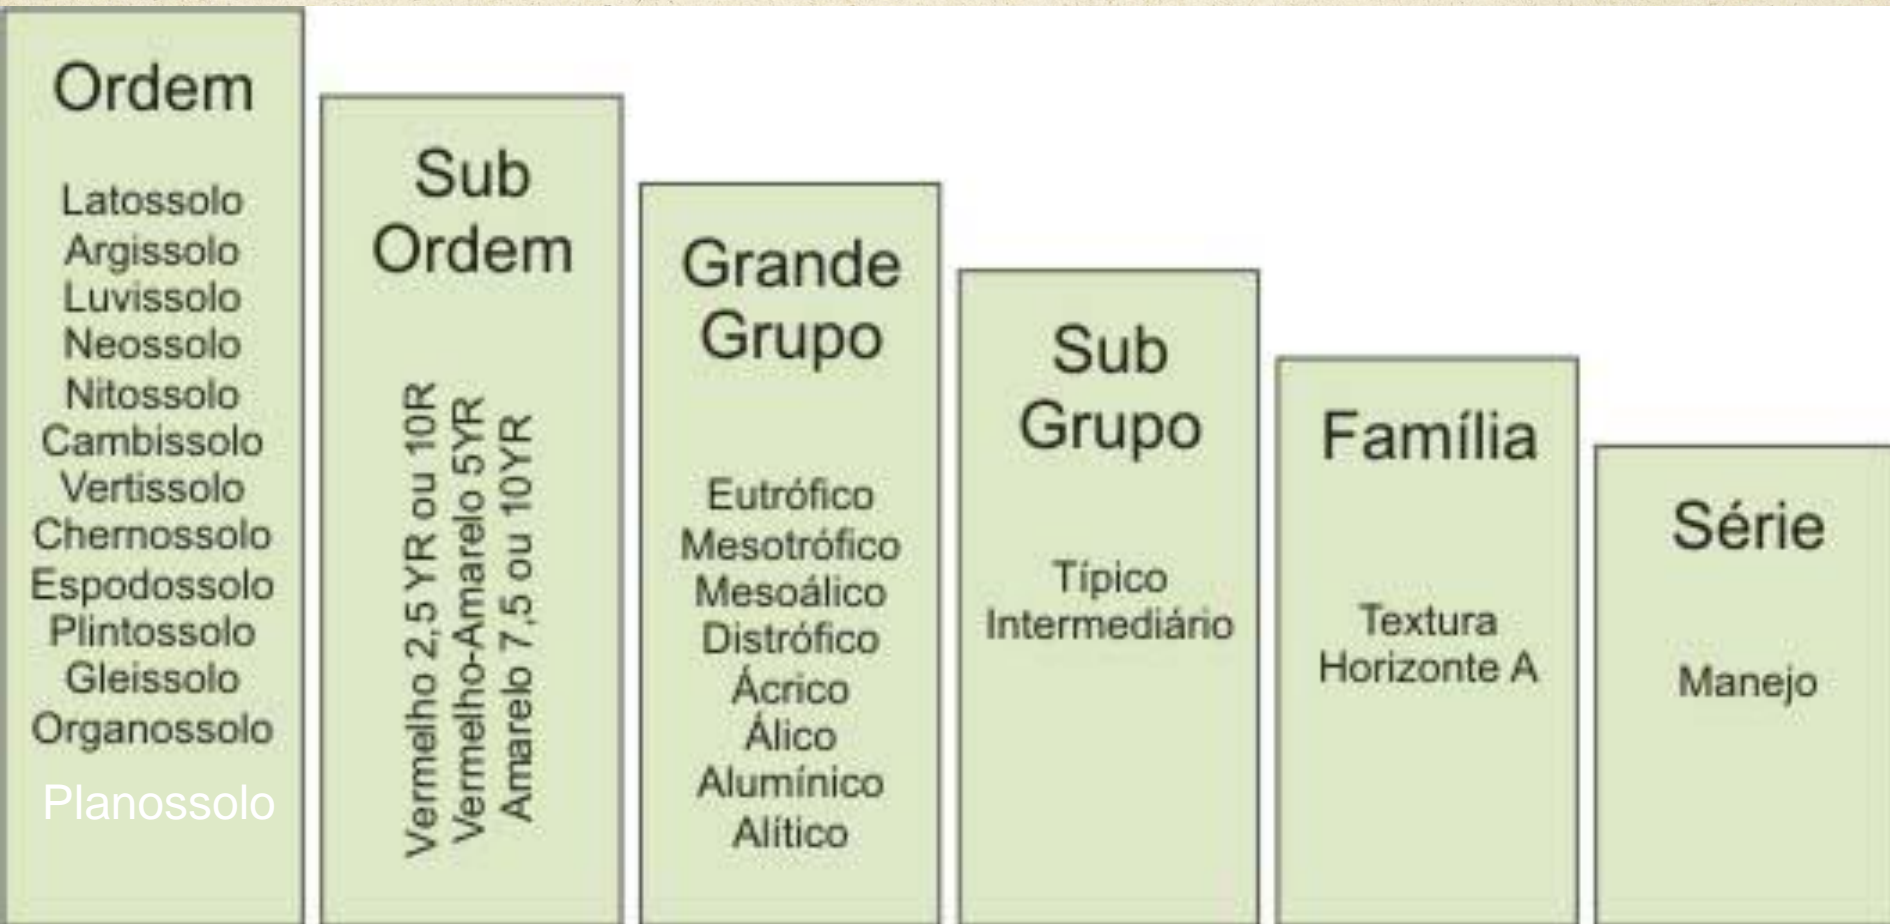 Ordem
Latossolo
Argissolo
Luvissolo
Neossolo
Nitossolo
Cambissolo
Vertissolo
Chernossolo
Espodossolo
Plintossolo
Gleissolo
Organossolo
Planossolo
Sub
Ordem
Vermelho 2,5 YR ou 10R
Vermelho-Amarelo 5YR
Amarelo 7,5 ou 10YR
Grande
Grupo
Eutrófico
Mesotrófico
Mesoálico
Distrófico
Ácrico
Álico
Alumínico
Alítico
Sub
Grupo
Típico
Intermediário
Família
Textura
Horizonte A
Série
Manejo